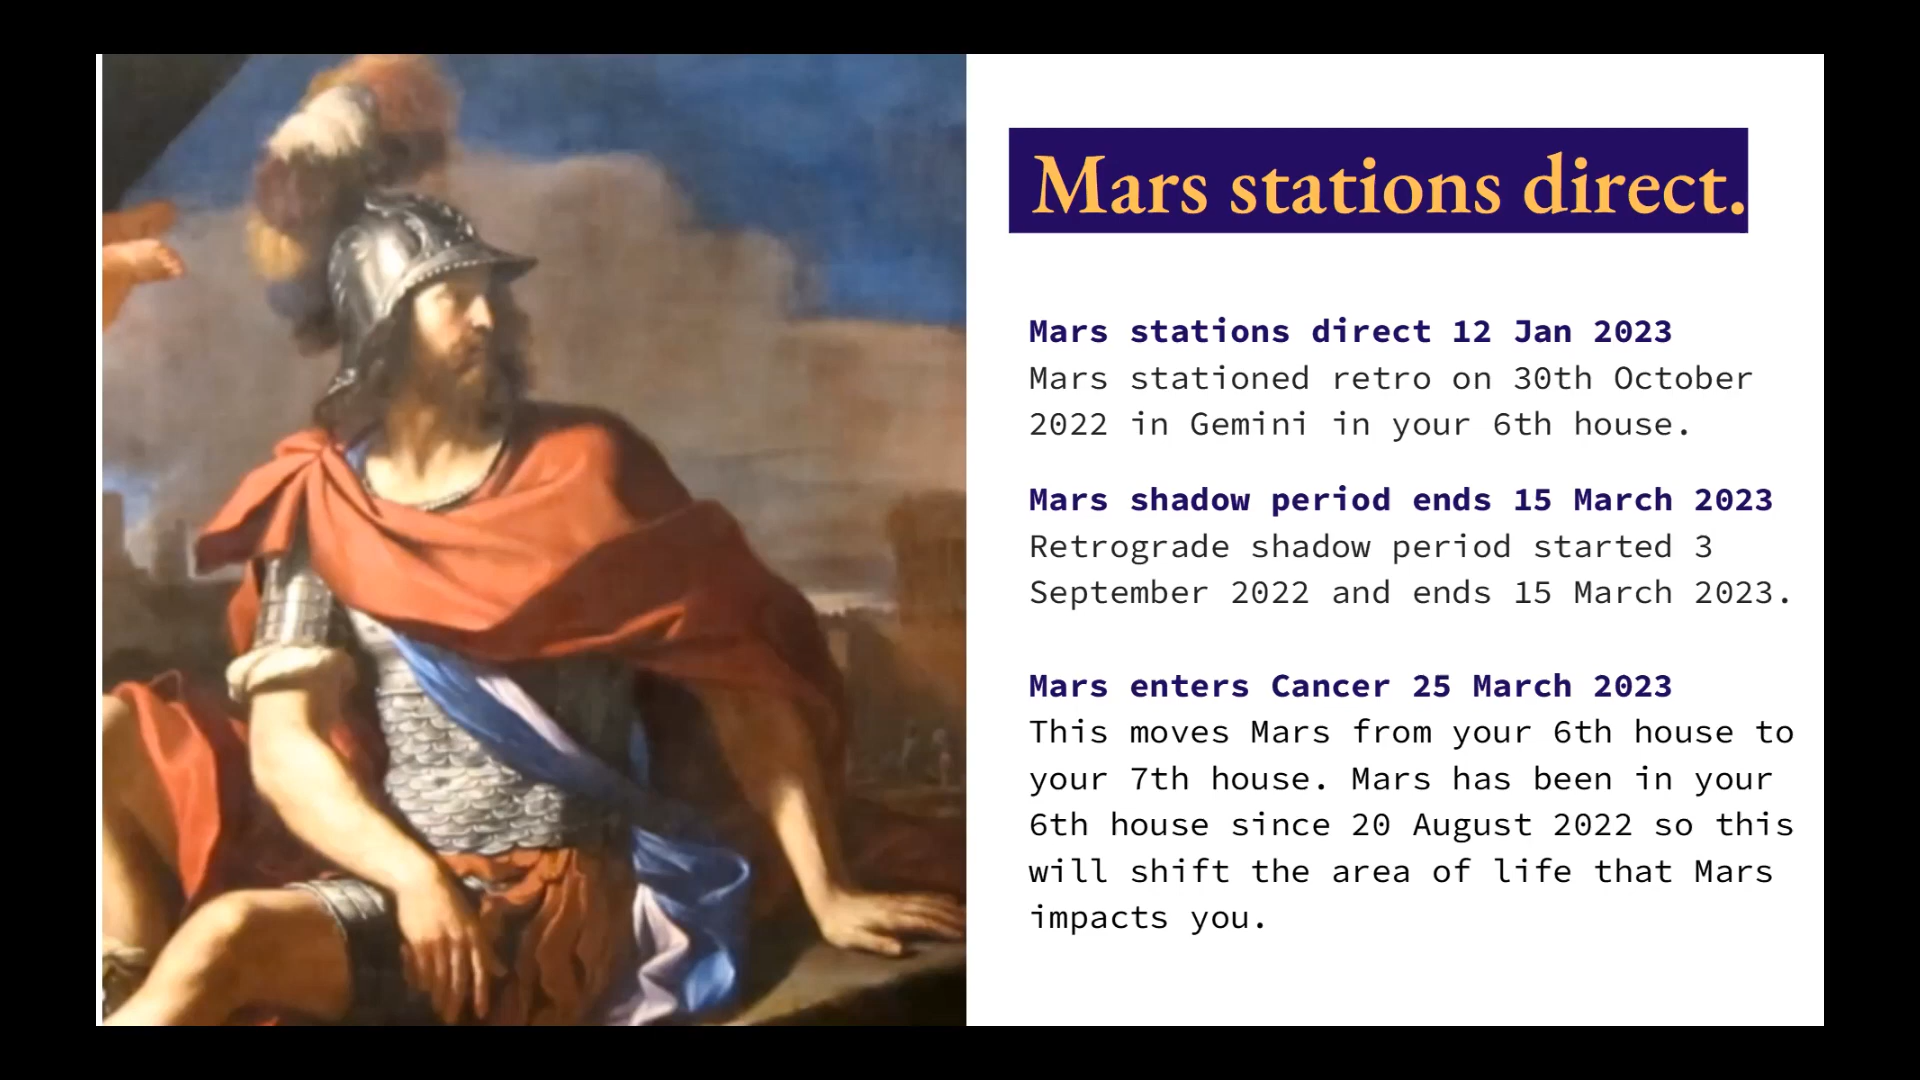 Mars stations direct.
Mars stations direct 12 Jan 2023
Mars stationed retro on 30th October
2022 in Gemini in your 6th house.
Mars shadow period ends 15 March 2023
Retrograde shadow period started 3
September 2022 and ends 15 March 2023.
Mars enters Cancer 25 March 2023
This moves Mars from your 6th house to
your 7th house. Mars has been in your
6th house since 20 August 2022 so this
will shift the area of life that Mars
impacts you.